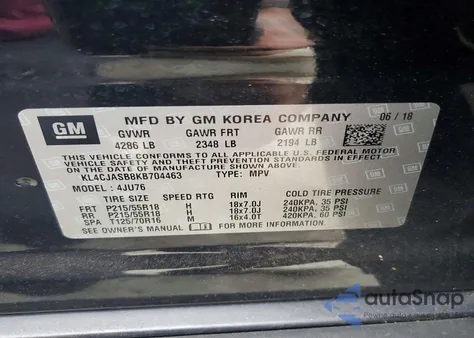 GM
MFD BY GM KOREA COMPANY 06 / 18
GVWR GAWR FRT GAWR RR
4286 LB 2348 LB 2194 LB
THIS VEHICLE CONFORMS TO ALL APPLICABLE U.S. FEDERAL MOTOR
VEHICLE SAFETY, BUMPER, AND THEFT PREVENTION STANDARDS IN EFFECT
ON THE DATE OF MANUFACTURE SHOWN ABOVE.
KL4CJASB8KB704463 TYPE: MPV
MODEL: 4JU76
TIRE SIZE SPEED RTG RIM COLD TIRE PRESSURE
FRT P215/55R18 H 18x7.0J 240KPA, 35 PSI
RR P215/55R18 H 18x7.0J 240KPA, 35 PSI
SPA T125/70R16 M 16x4.0T 420KPA, 60 PSI
SEE OWNER'S MANUAL FOR MORE INFORMATION.
autoSnap